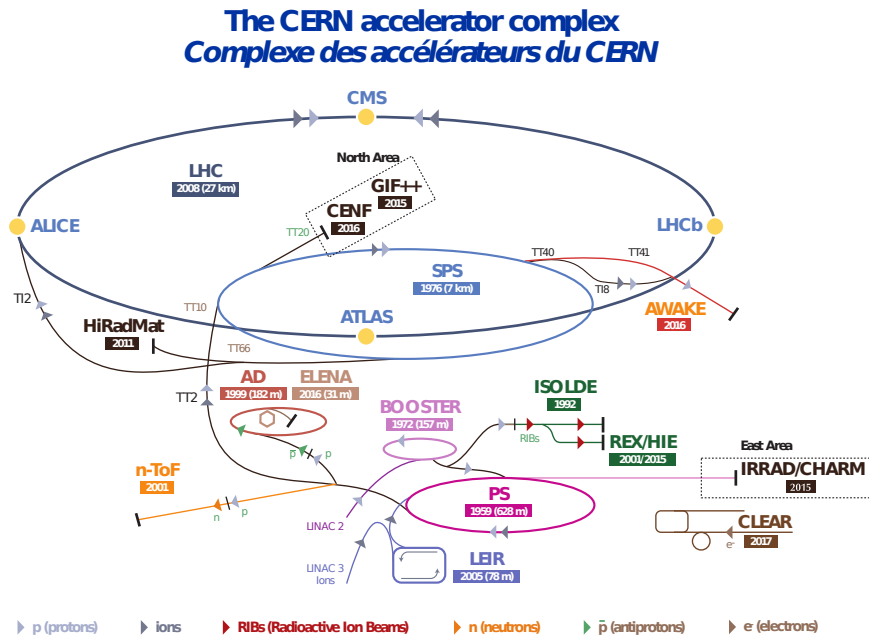 The CERN accelerator complex
Complexe des accélérateurs du CERN
CMS
North Area
LHC
2008 (27 km)
GIF++
2015
CENF
2016
ALICE
TT20
LHCb
TT40
TT41
SPS
1976 (7 km)
TI8
TI2
TT10
AWAKE
2016
HiRadMat
2011
ATLAS
TT66
AD
1999 (182 m)
ELENA
2016 (31 m)
TT2
BOOSTER
1972 (157 m)
ISOLDE
1992
RIBs
REX/HIE
2001/2015
East Area
p̄
p
n-ToF
2001
IRRAD/CHARM
2015
PS
1959 (628 m)
n
p
LINAC 2
CLEAR
2017
e-
LEIR
2005 (78 m)
LINAC 3
Ions
p (protons)
ions
RIBs (Radioactive Ion Beams)
n (neutrons)
p̄ (antiprotons)
e- (electrons)